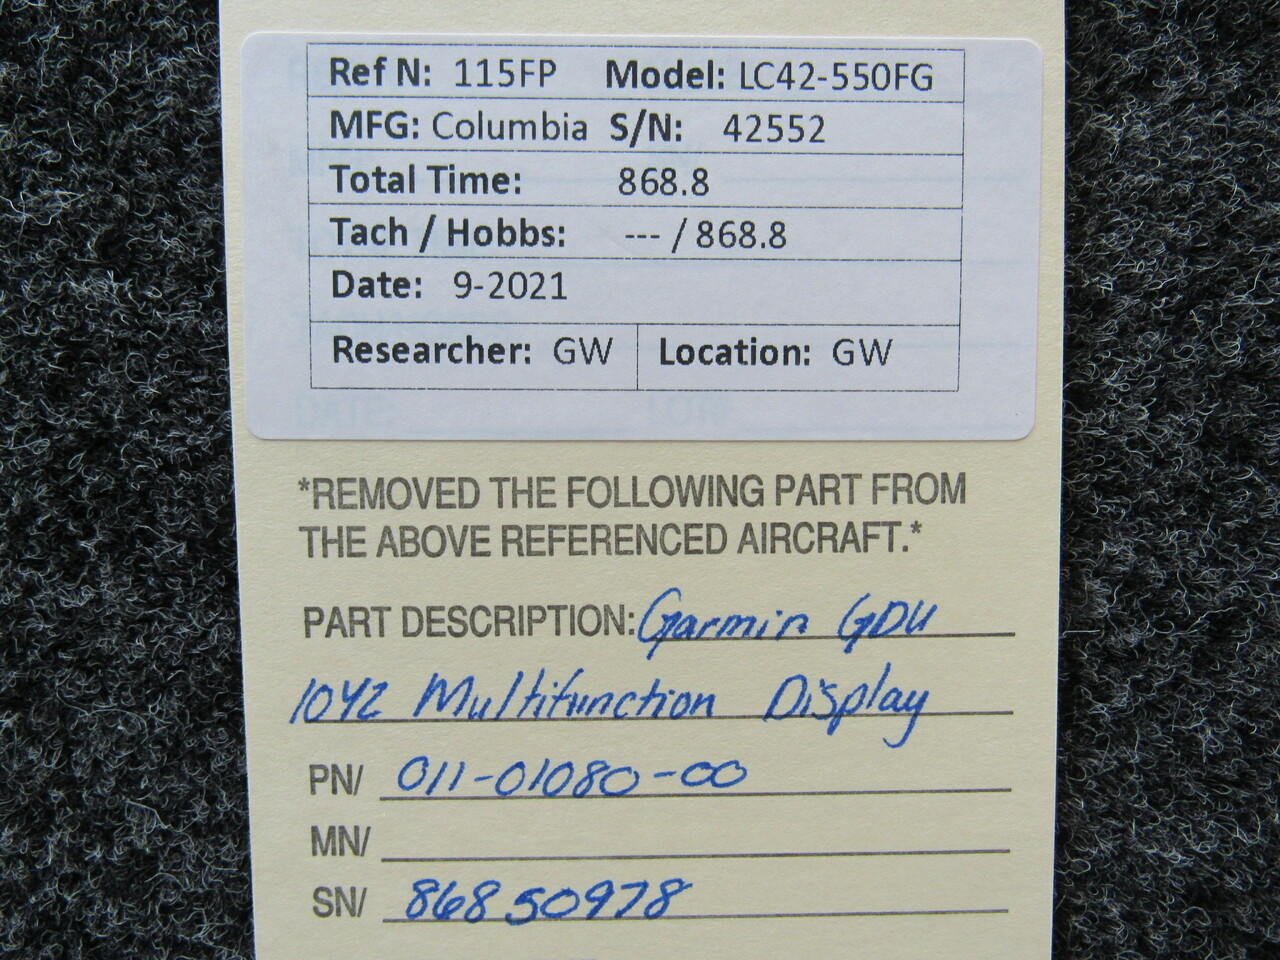 Ref N: 115FP Model: LC42-550FG
MFG: Columbia S/N: 42552
Total Time: 868.8
Tach / Hobbs: --- / 868.8
Date: 9-2021
Researcher: GW Location: GW
*REMOVED THE FOLLOWING PART FROM
THE ABOVE REFERENCED AIRCRAFT.*
PART DESCRIPTION: Garmin GDU
1042 Multifunction Display
PN/ 011-01080-00
MN/
SN/ 86850978